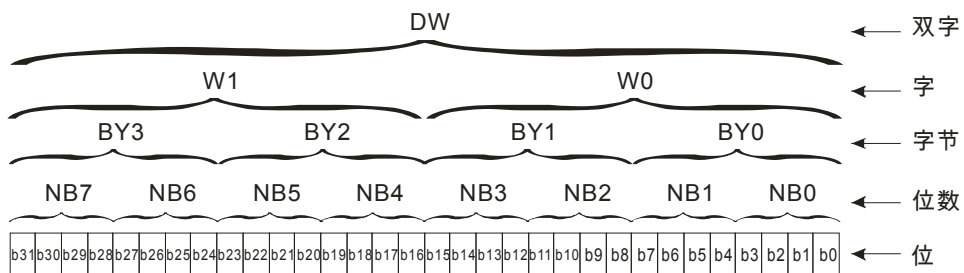 DW 双字
W1 W0 字
BY3 BY2 BY1 BY0 字节
NB7 NB6 NB5 NB4 NB3 NB2 NB1 NB0 位数
b31 b30 b29 b28 b27 b26 b25 b24 b23 b22 b21 b20 b19 b18 b17 b16 b15 b14 b13 b12 b11 b10 b9 b8 b7 b6 b5 b4 b3 b2 b1 b0 位